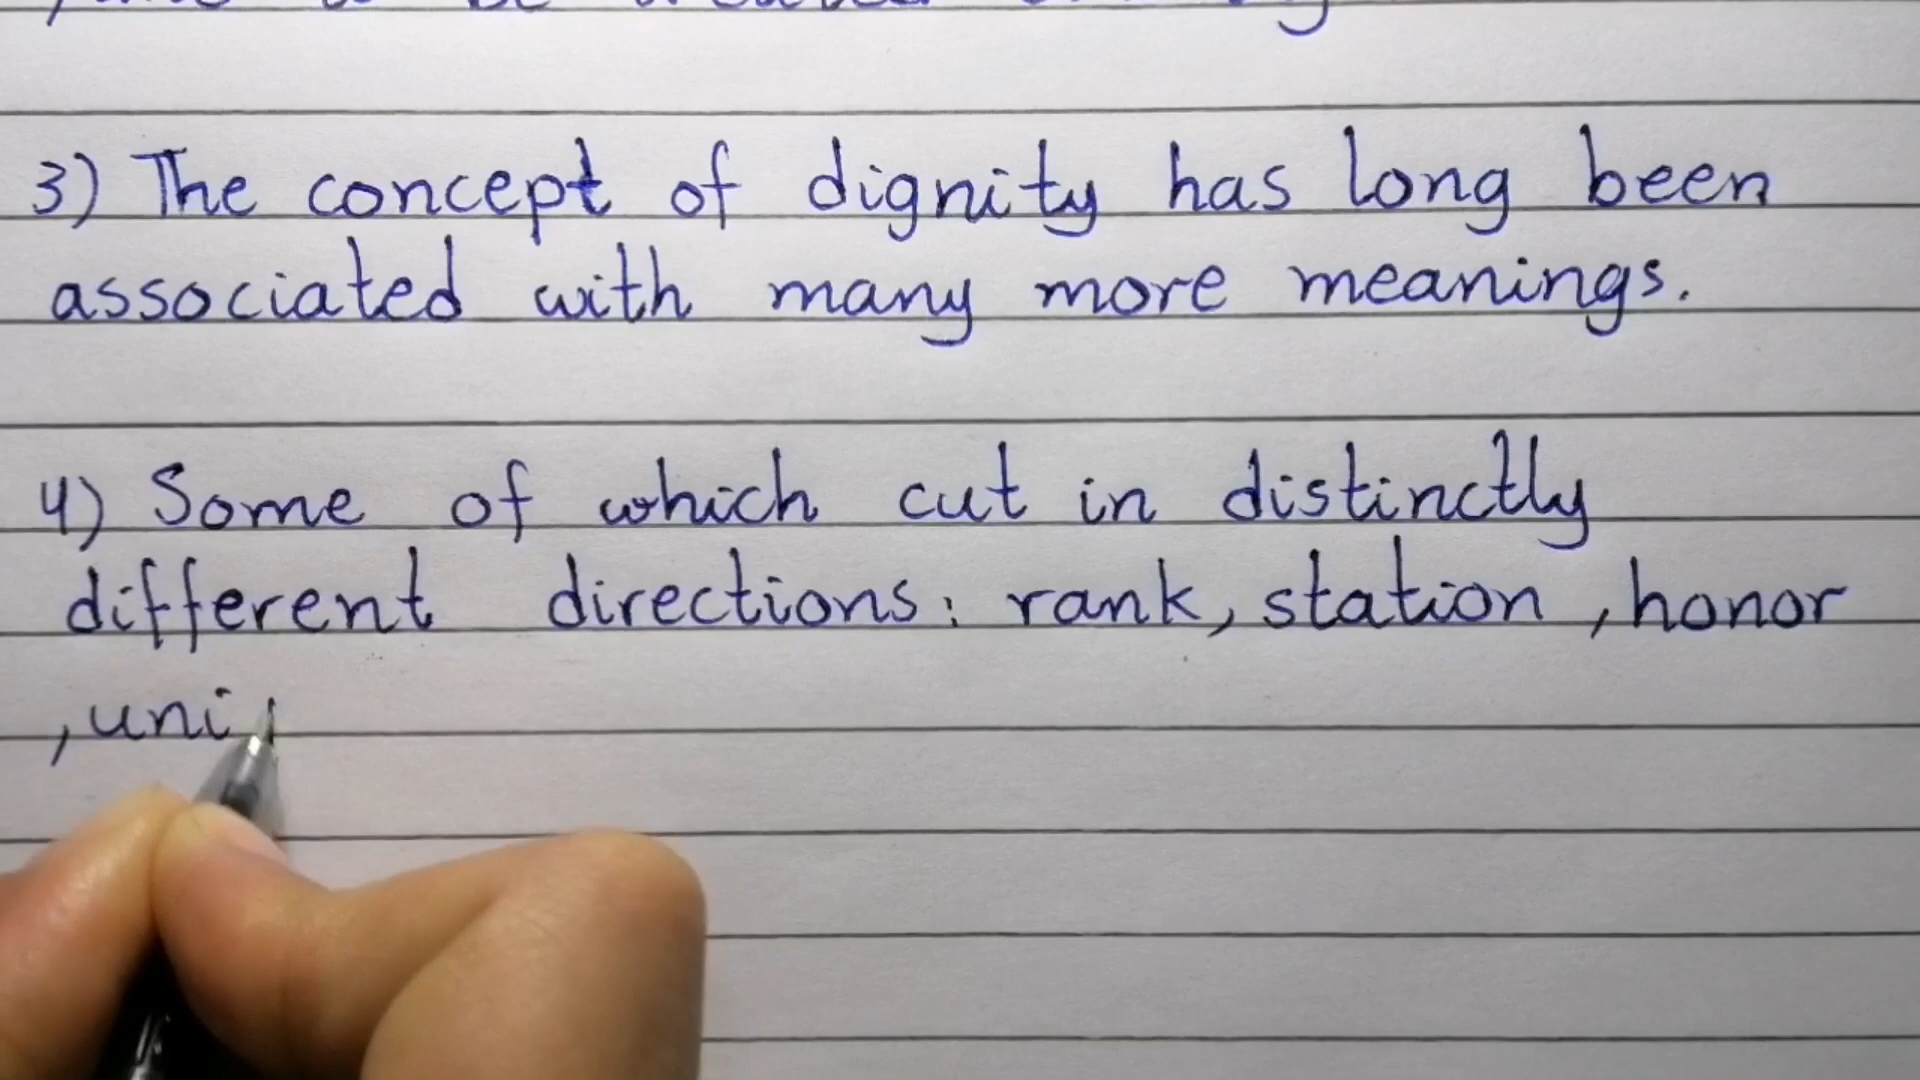 3) The concept of dignity has long been
associated with many more meanings.
4) Some of which cut in distinctly
different directions: rank, station, honor
, uni